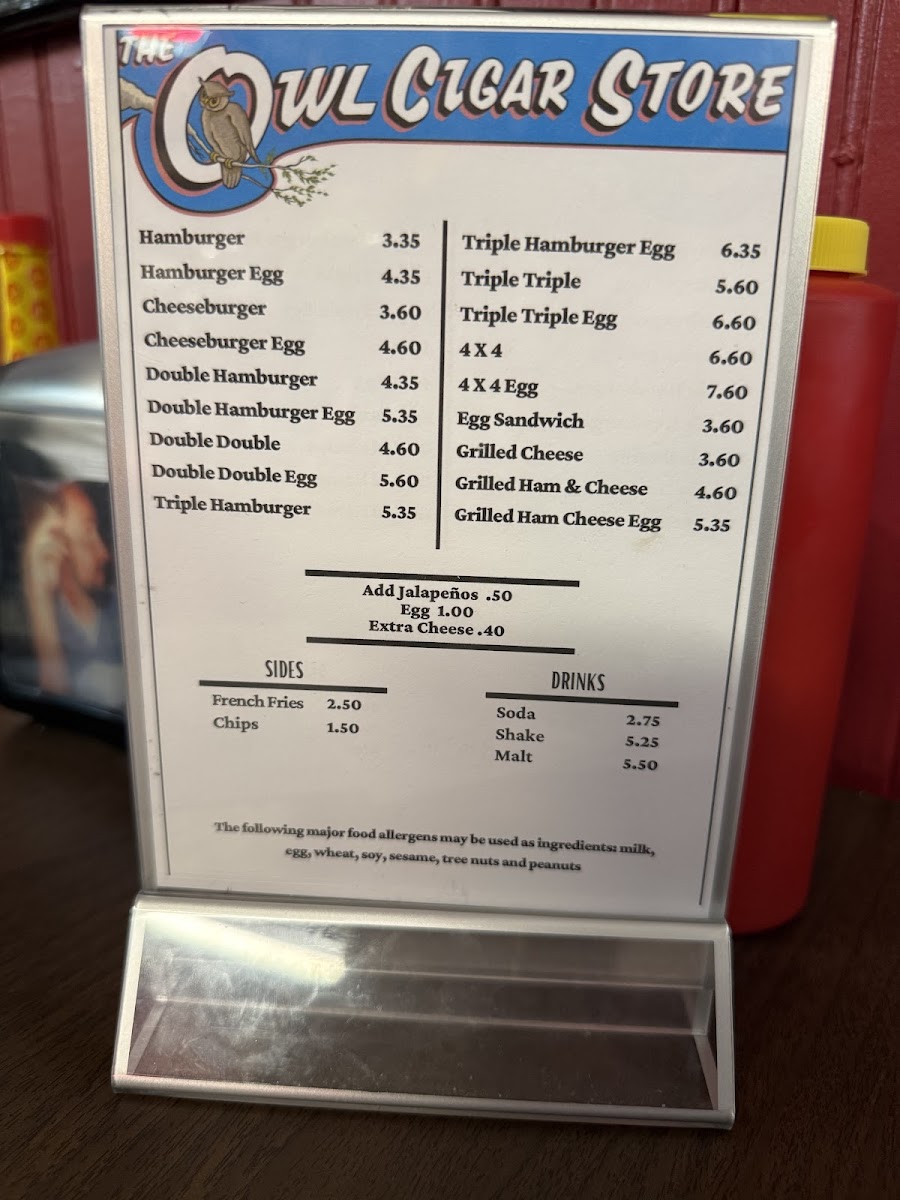 THE OWL CIGAR STORE
Hamburger 3.35
Hamburger Egg 4.35
Cheeseburger 3.60
Cheeseburger Egg 4.60
Double Hamburger 4.35
Double Hamburger Egg 5.35
Double Double 4.60
Double Double Egg 5.60
Triple Hamburger 5.35
Triple Hamburger Egg 6.35
Triple Triple 5.60
Triple Triple Egg 6.60
4 X 4 6.60
4 X 4 Egg 7.60
Egg Sandwich 3.60
Grilled Cheese 3.60
Grilled Ham & Cheese 4.60
Grilled Ham Cheese Egg 5.35
Add Jalapeños .50
Egg 1.00
Extra Cheese .40
SIDES
French Fries 2.50
Chips 1.50
DRINKS
Soda 2.75
Shake 5.25
Malt 5.50
The following major food allergens may be used as ingredients: milk,
egg, wheat, soy, sesame, tree nuts and peanuts